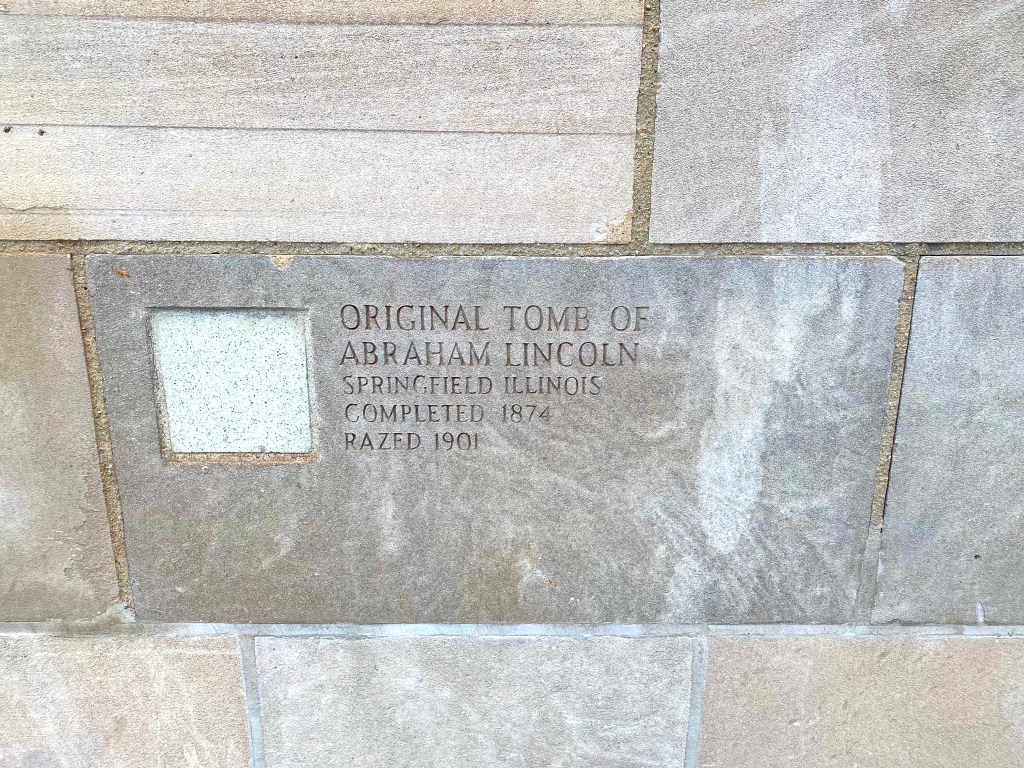 ORIGINAL TOMB OF
ABRAHAM LINCOLN
SPRINGFIELD ILLINOIS
COMPLETED 1874
RAZED 1901